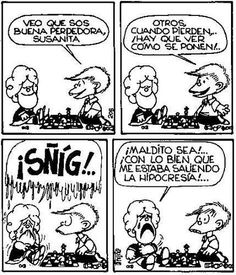 VEO QUE SOS
BUENA PERDEDORA,
SUSANITA
OTROS,
CUANDO PIERDEN,..
¡HAY QUE VER
CÓMO SE PONEN!..
¡SÑÍG!..
¡MALDITO SEA!...
¡CON LO BIEN QUE
ME ESTABA SALIENDO
LA HIPOCRESÍA!...